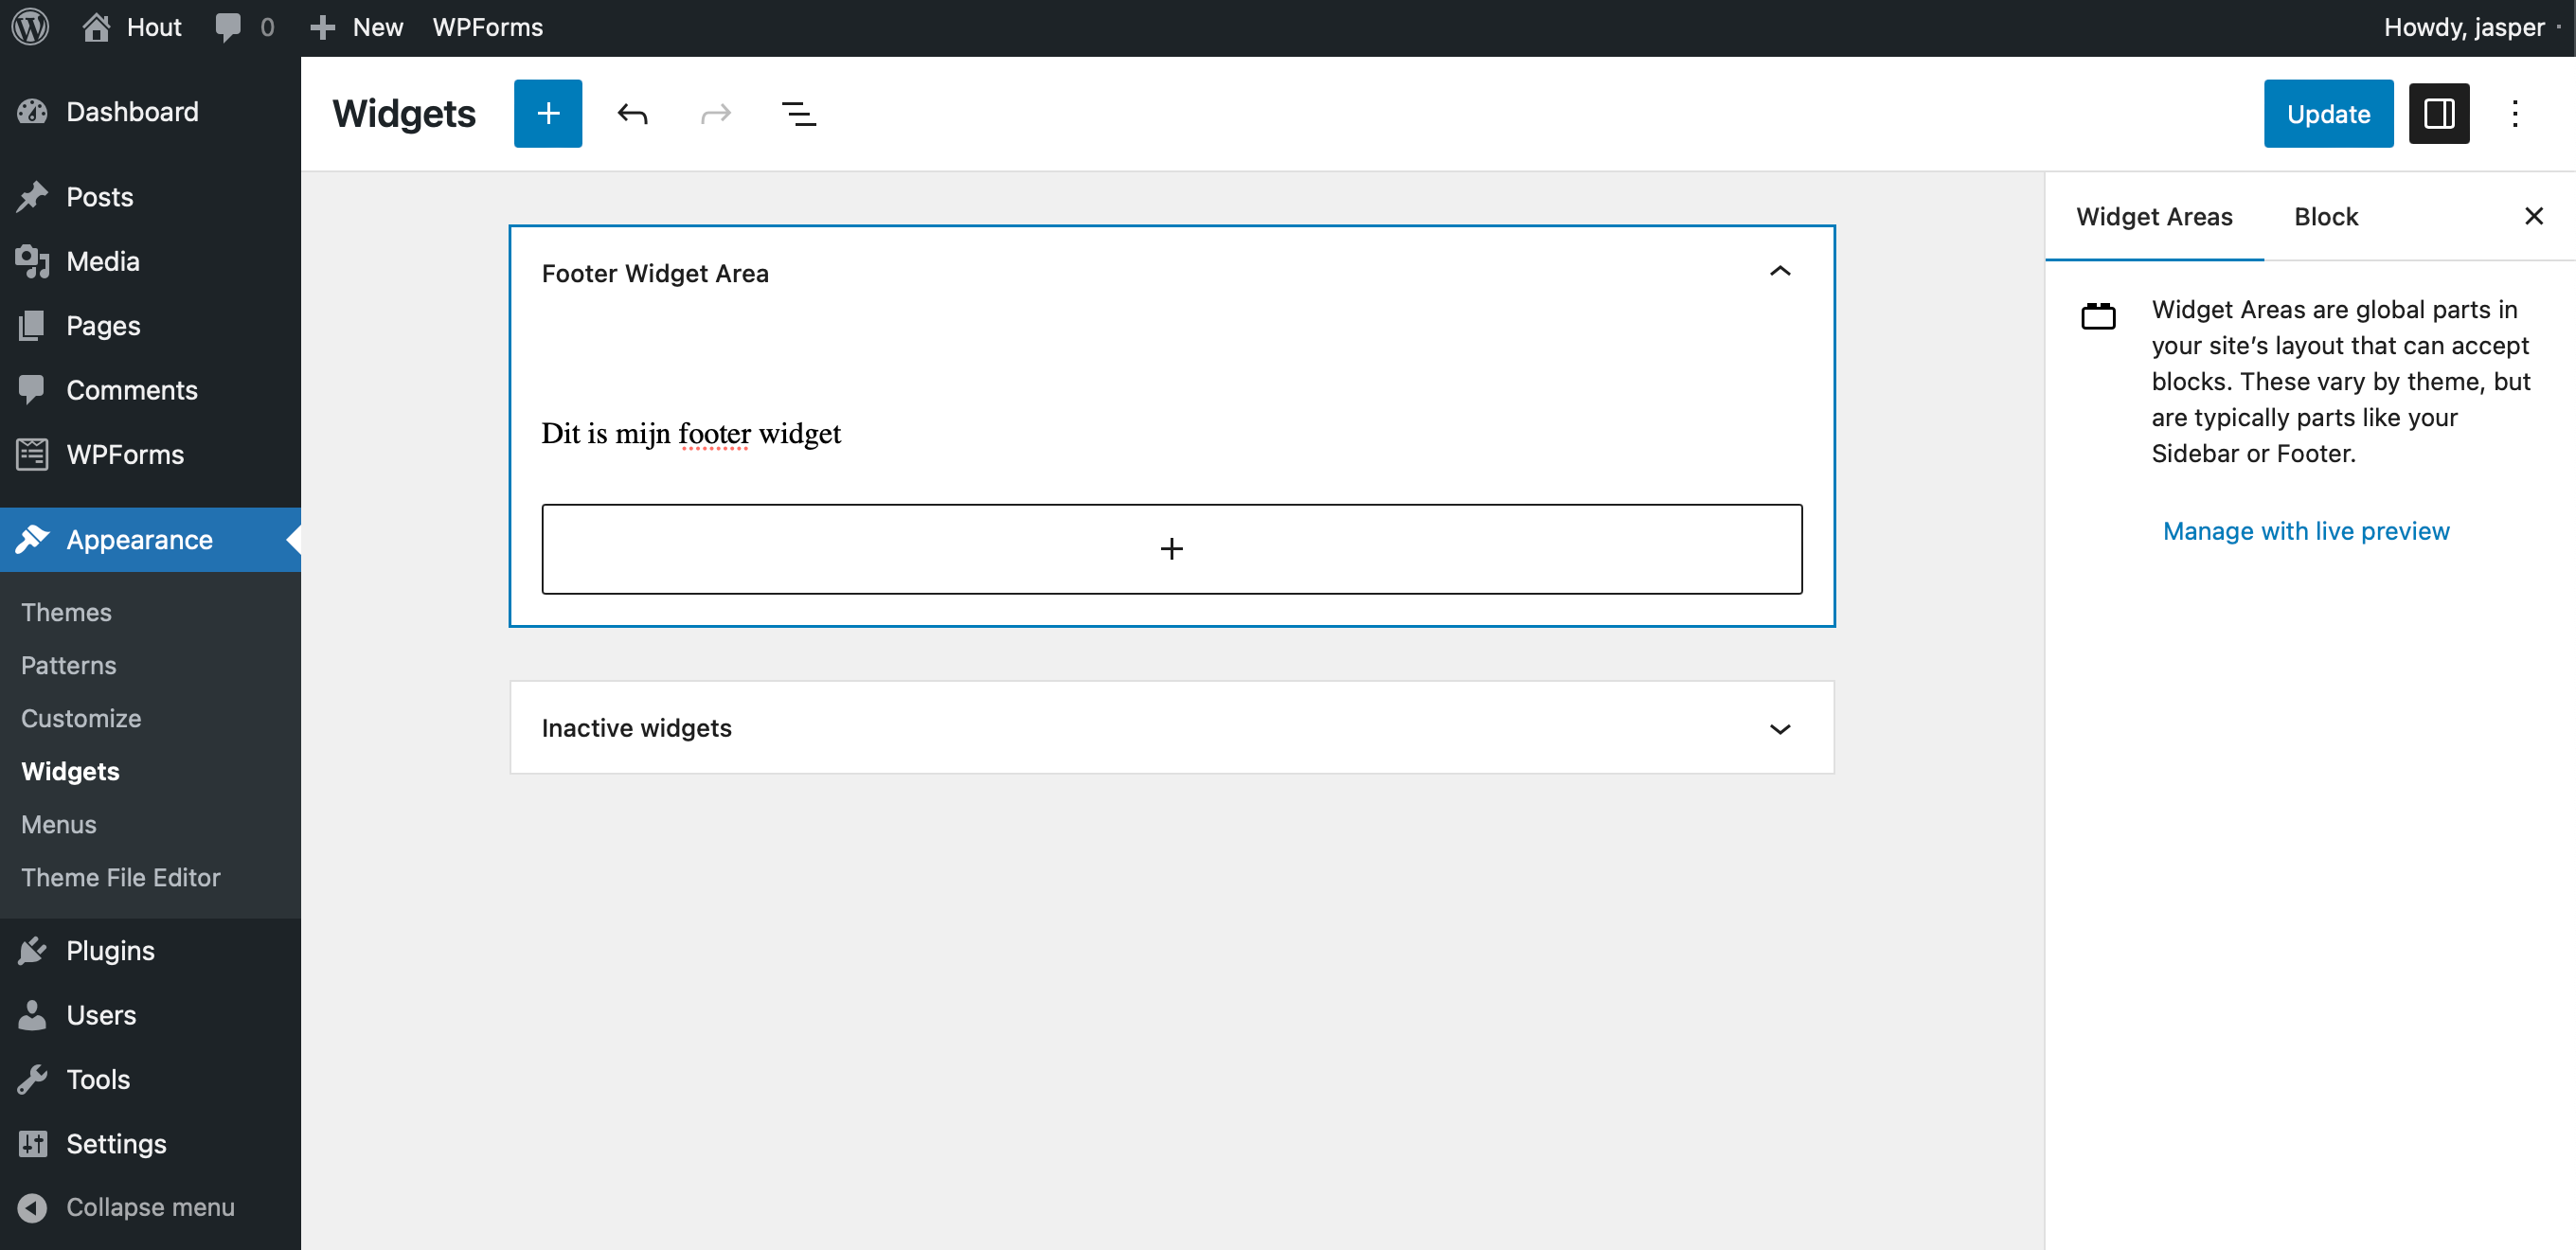 Hout
0
New
WPForms
Howdy, jasper
Dashboard
Posts
Media
Pages
Comments
WPForms
Appearance
Themes
Patterns
Customize
Widgets
Menus
Theme File Editor
Plugins
Users
Tools
Settings
Collapse menu
Widgets
Update
Footer Widget Area
Dit is mijn footer widget
Inactive widgets
Widget Areas
Block
Widget Areas are global parts in
your site’s layout that can accept
blocks. These vary by theme, but
are typically parts like your
Sidebar or Footer.
Manage with live preview